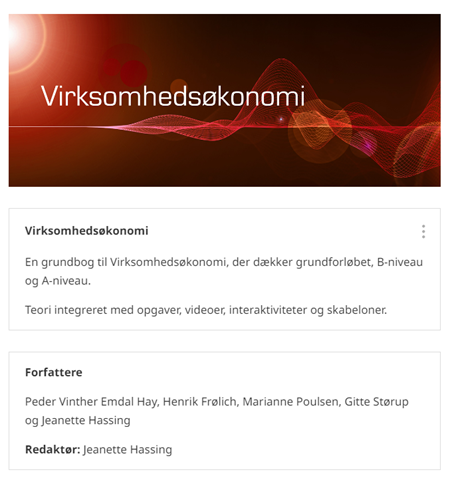 Virksomhedsøkonomi
Virksomhedsøkonomi
En grundbog til Virksomhedsøkonomi, der dækker grundforløbet, B-niveau
og A-niveau.
Teori integreret med opgaver, videoer, interaktiviteter og skabeloner.
Forfattere
Peder Vinther Emdal Hay, Henrik Frølich, Marianne Poulsen, Gitte Størup
og Jeanette Hassing
Redaktør: Jeanette Hassing